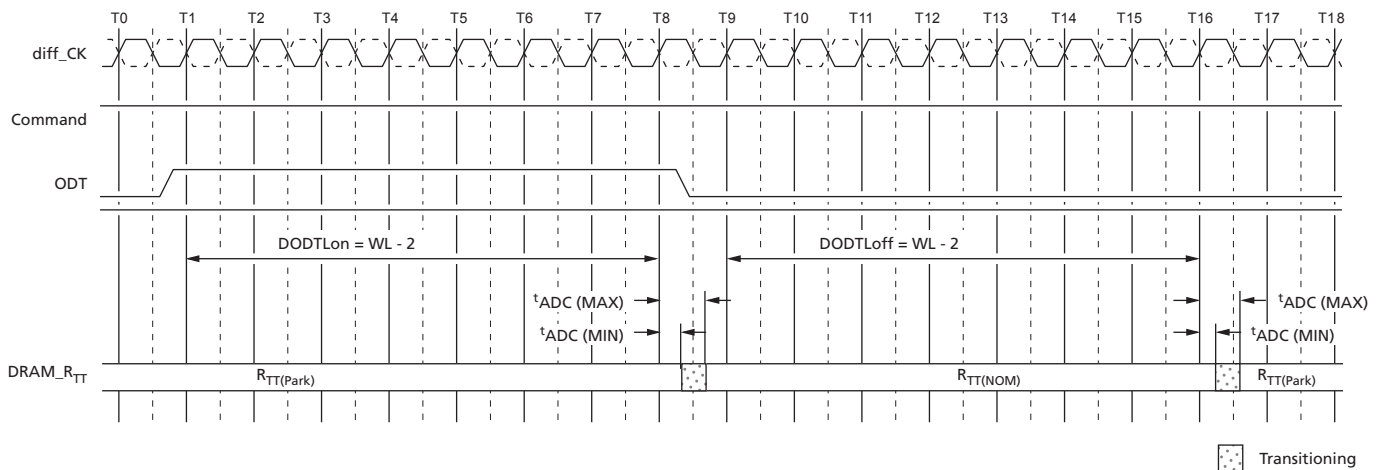 T0 T1 T2 T3 T4 T5 T6 T7 T8 T9 T10 T11 T12 T13 T14 T15 T16 T17 T18
diff_CK
Command
ODT
DODTLon = WL - 2 DODTLoff = WL - 2
tADC (MAX) tADC (MAX)
tADC (MIN) tADC (MIN)
DRAM_RTT RTT(Park) RTT(NOM) RTT(Park)
Transitioning